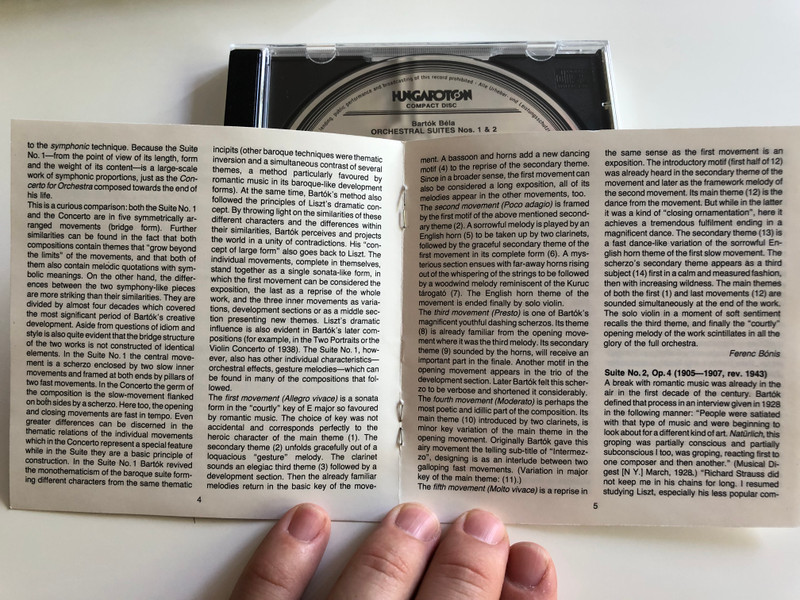 nding, public performance and broadcasting of this record prohibited
HUNGAROTON
COMPACT DISC
Bartók Béla
ORCHESTRAL SUITES Nos. 1 & 2
to the symphonic technique. Because the Suite
No. 1—from the point of view of its length, form
and the weight of its content—is a large-scale
work of symphonic proportions, just as the Con-
certo for Orchestra composed towards the end of
his life.
This is a curious comparison: both the Suite No. 1
and the Concerto are in five symmetrically ar-
ranged movements (bridge form). Further
similarities can be found in the fact that both
compositions contain themes that "grow beyond
the limits" of the movements, and that both of
them also contain melodic quotations with sym-
bolic meanings. On the other hand, the differ-
ences between the two symphony-like pieces
are more striking than their similarities. They are
divided by almost four decades which covered
the most significant period of Bartók's creative
development. Aside from questions of idiom and
style is also quite evident that the bridge structure
of the two works is not constructed of identical
elements. In the Suite No. 1 the central move-
ment is a scherzo enclosed by two slow inner
movements and framed at both ends by pillars of
two fast movements. In the Concerto the germ of
the composition is the slow-movement flanked
on both sides by a scherzo. Here too, the opening
and closing movements are fast in tempo. Even
greater differences can be discerned in the
thematic relations of the individual movements
which in the Concerto represent a special feature
while in the Suite they are a basic principle of
construction. In the Suite No. 1 Bartók revived
the monothematicism of the baroque suite form-
ing different characters from the same thematic
4
incipits (other baroque techniques were thematic
inversion and a simultaneous contrast of several
themes, a method particularly favoured by
romantic music in its baroque-like development
forms). At the same time, Bartók's method also
followed the principles of Liszt's dramatic con-
cept. By throwing light on the similarities of these
different characters and the differences within
their similarities, Bartók perceives and projects
the world in a unity of contradictions. His "con-
cept of large form" also goes back to Liszt. The
individual movements, complete in themselves,
stand together as a single sonata-like form, in
which the first movement can be considered the
exposition, the last as a reprise of the whole
work, and the three inner movements as varia-
tions, development sections or as a middle sec-
tion presenting new themes. Liszt's dramatic
influence is also evident in Bartók's later com-
positions (for example, in the Two Portraits or the
Violin Concerto of 1938). The Suite No. 1, how-
ever, also has other individual characteristics—
orchestral effects, gesture melodies—which can
be found in many of the compositions that fol-
lowed.
The first movement (Allegro vivace) is a sonata
form in the "courtly" key of E major so favoured
by romantic music. The choice of key was not
accidental and corresponds perfectly to the
heroic character of the main theme (1). The
secondary theme (2) unfolds gracefully out of a
loquacious "gesture" melody. The clarinet
sounds an elegiac third theme (3) followed by a
development section. Then the already familiar
melodies return in the basic key of the move-
ment. A bassoon and horns add a new dancing
motif (4) to the reprise of the secondary theme.
Since in a broader sense, the first movement can
also be considered a long exposition, all of its
melodies appear in the other movements, too.
The second movement (Poco adagio) is framed
by the first motif of the above mentioned second-
ary theme (2). A sorrowful melody is played by an
English horn (5) to be taken up by two clarinets,
followed by the graceful secondary theme of the
first movement in its complete form (6). A mys-
terious section ensues with far-away horns rising
out of the whispering of the strings to be followed
by a woodwind melody reminiscent of the Kuruc
tárogató (7). The English horn theme of the
movement is ended finally by solo violin.
The third movement (Presto) is one of Bartók's
magnificent youthful dashing scherzos. Its theme
(8) is already familiar from the opening move-
ment where it was the third melody. Its secondary
theme (9) sounded by the horns, will receive an
important part in the finale. Another motif in the
opening movement appears in the trio of the
development section. Later Bartók felt this scher-
zo to be verbose and shortened it considerably.
The fourth movement (Moderato) is perhaps the
most poetic and idillic part of the composition. Its
main theme (10) introduced by two clarinets, is
minor key variation of the main theme in the
opening movement. Originally Bartók gave this
airy movement the telling sub-title of "Intermez-
zo", designing is as an interlude between two
galloping fast movements. (Variation in major
key of the main theme: (11).)
The fifth movement (Molto vivace) is a reprise in
the same sense as the first movement is an
exposition. The introductory motif (first half of 12)
was already heard in the secondary theme of the
movement and later as the framework melody of
the second movement. Its main theme (12) is the
dance from the movement. But while in the latter
it was a kind of "closing ornamentation", here it
achieves a tremendous fulfilment ending in a
magnificent dance. The secondary theme (13) is
a fast dance-like variation of the sorrowful En-
glish horn theme of the first slow movement. The
scherzo's secondary theme appears as a third
subject (14) first in a calm and measured fashion,
then with increasing wildness. The main themes
of both the first (1) and last movements (12) are
sounded simultaneously at the end of the work.
The solo violin in a moment of soft sentiment
recalls the third theme, and finally the "courtly"
opening melody of the work scintillates in all the
glory of the full orchestra.
Ferenc Bónis
Suite No. 2, Op. 4 (1905—1907, rev. 1943)
A break with romantic music was already in the
air in the first decade of the century. Bartók
defined that process in an interview given in 1928
in the following manner: "People were satiated
with that type of music and were beginning to
look about for a different kind of art. Natürlich, this
groping was partially conscious and partially
subconscious I too, was groping, reacting first to
one composer and then another." (Musical Di-
gest [N Y.] March, 1928.) "Richard Strauss did
not keep me in his chains for long. I resumed
studying Liszt, especially his less popular com-
5